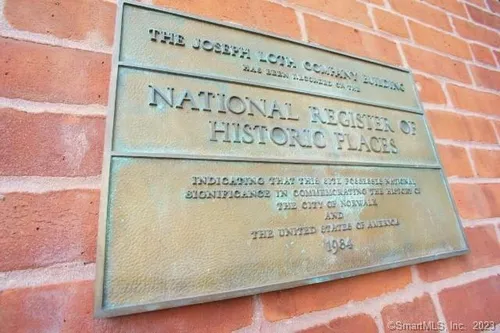 THE JOSEPH LOTH COMPANY BUILDING
HAS BEEN RECORDED ON THE
NATIONAL REGISTER OF
HISTORIC PLACES
INDICATING THAT THIS SITE POSSESSES NATIONAL
SIGNIFICANCE IN COMMEMORATING THE HISTORY OF
THE CITY OF NORWALK
AND
THE UNITED STATES OF AMERICA
1984
© SmartMLS, Inc. 2023